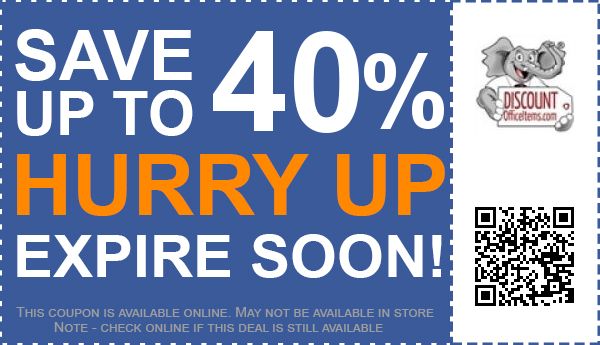 SAVE
UP TO 40%
HURRY UP
EXPIRE SOON!
THIS COUPON IS AVAILABLE ONLINE. MAY NOT BE AVAILABLE IN STORE
NOTE - CHECK ONLINE IF THIS DEAL IS STILL AVAILABLE
DISCOUNT
OfficeItems.com